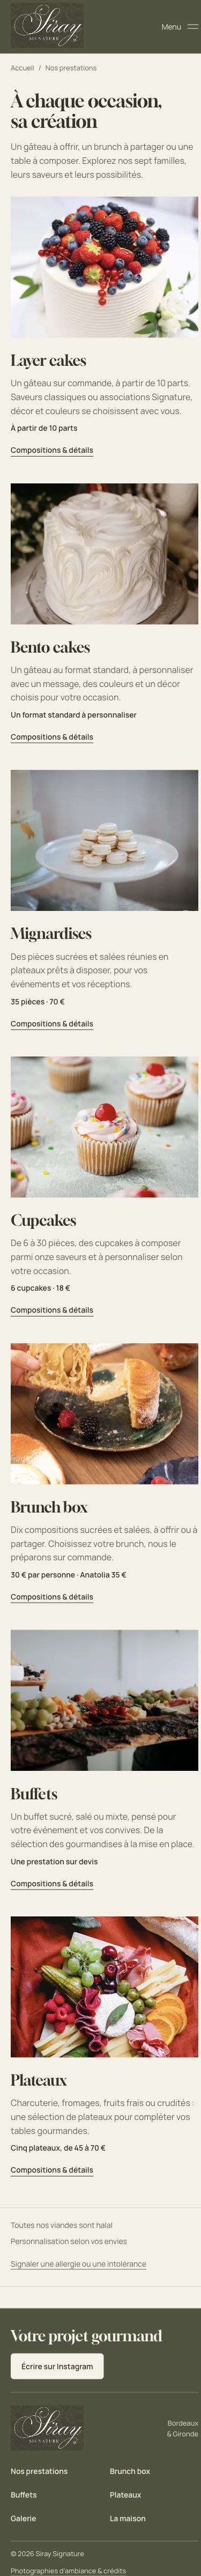 Siray
SIGNATURE
Menu
Accueil / Nos prestations
À chaque occasion,
sa création
Un gâteau à offrir, un brunch à partager ou une
table à composer. Explorez nos sept familles,
leurs saveurs et leurs possibilités.
Layer cakes
Un gâteau sur commande, à partir de 10 parts.
Saveurs classiques ou associations Signature,
décor et couleurs se choisissent avec vous.
À partir de 10 parts
Compositions & détails
Bento cakes
Un gâteau au format standard, à personnaliser
avec un message, des couleurs et un décor
choisis pour votre occasion.
Un format standard à personnaliser
Compositions & détails
Mignardises
Des pièces sucrées et salées réunies en
plateaux prêts à disposer, pour vos
événements et vos réceptions.
35 pièces · 70 €
Compositions & détails
Cupcakes
De 6 à 30 pièces, des cupcakes à composer
parmi onze saveurs et à personnaliser selon
votre occasion.
6 cupcakes · 18 €
Compositions & détails
Brunch box
Dix compositions sucrées et salées, à offrir ou à
partager. Choisissez votre brunch, nous le
préparons sur commande.
30 € par personne · Anatolia 35 €
Compositions & détails
Buffets
Un buffet sucré, salé ou mixte, pensé pour
votre événement et vos convives. De la
sélection des gourmandises à la mise en place.
Une prestation sur devis
Compositions & détails
Plateaux
Charcuterie, fromages, fruits frais ou crudités :
une sélection de plateaux pour compléter vos
tables gourmandes.
Cinq plateaux, de 45 à 70 €
Compositions & détails
Toutes nos viandes sont halal
Personnalisation selon vos envies
Signaler une allergie ou une intolérance
Votre projet gourmand
Écrire sur Instagram
Siray
SIGNATURE
Bordeaux
& Gironde
Nos prestations
Brunch box
Buffets
Plateaux
Galerie
La maison
© 2026 Siray Signature
Photographies d'ambiance & crédits